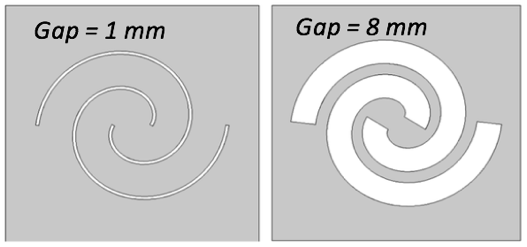 Gap = 1 mm
Gap = 8 mm